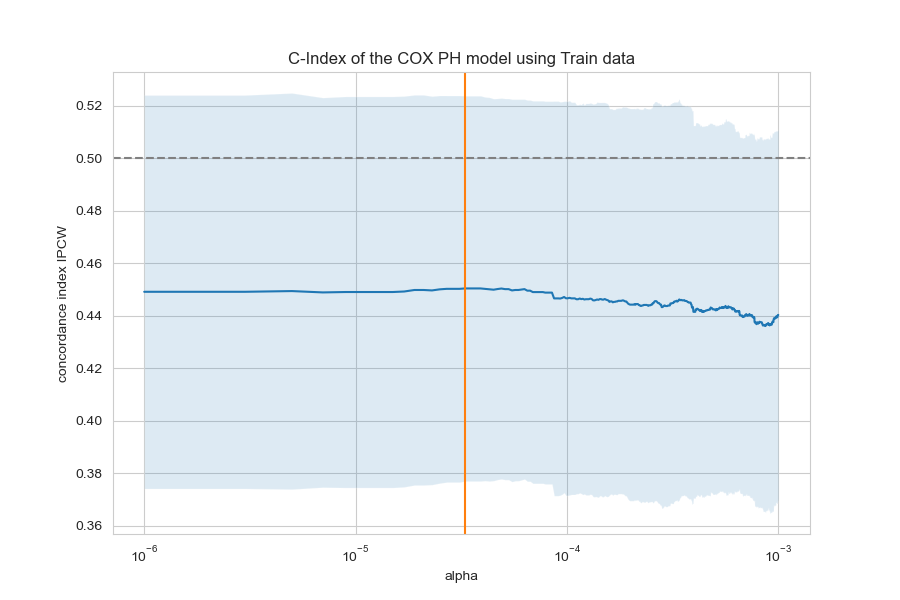 C-Index of the COX PH model using Train data
concordance index IPCW
0.52
0.50
0.48
0.46
0.44
0.42
0.40
0.38
0.36
10⁻⁶ 10⁻⁵ 10⁻⁴ 10⁻³
alpha